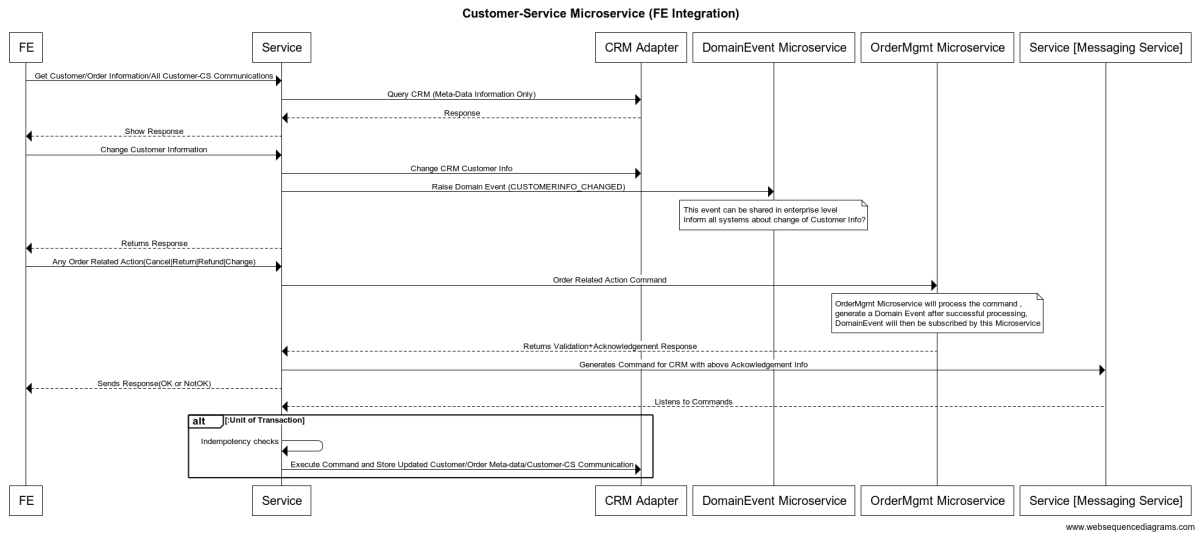 Customer-Service Microservice (FE Integration)
FE
Service
CRM Adapter
DomainEvent Microservice
OrderMgmt Microservice
Service [Messaging Service]
Get Customer/Order Information/All Customer-CS Communications
Query CRM (Meta-Data Information Only)
Response
Show Response
Change Customer Information
Change CRM Customer Info
Raise Domain Event (CUSTOMERINFO_CHANGED)
This event can be shared in enterprise level
Inform all systems about change of Customer Info?
Returns Response
Any Order Related Action(Cancel|Return|Refund|Change)
Order Related Action Command
OrderMgmt Microservice will process the command ,
generate a Domain Event after successful processing,
DomainEvent will then be subscribed by this Microservice
Returns Validation+Acknowledgement Response
Generates Command for CRM with above Ackowledgement Info
Sends Response(OK or NotOK)
Listens to Commands
alt
[:Unit of Transaction]
Indempotency checks
Execute Command and Store Updated Customer/Order Meta-data/Customer-CS Communication
FE
Service
CRM Adapter
DomainEvent Microservice
OrderMgmt Microservice
Service [Messaging Service]
www.websequencediagrams.com